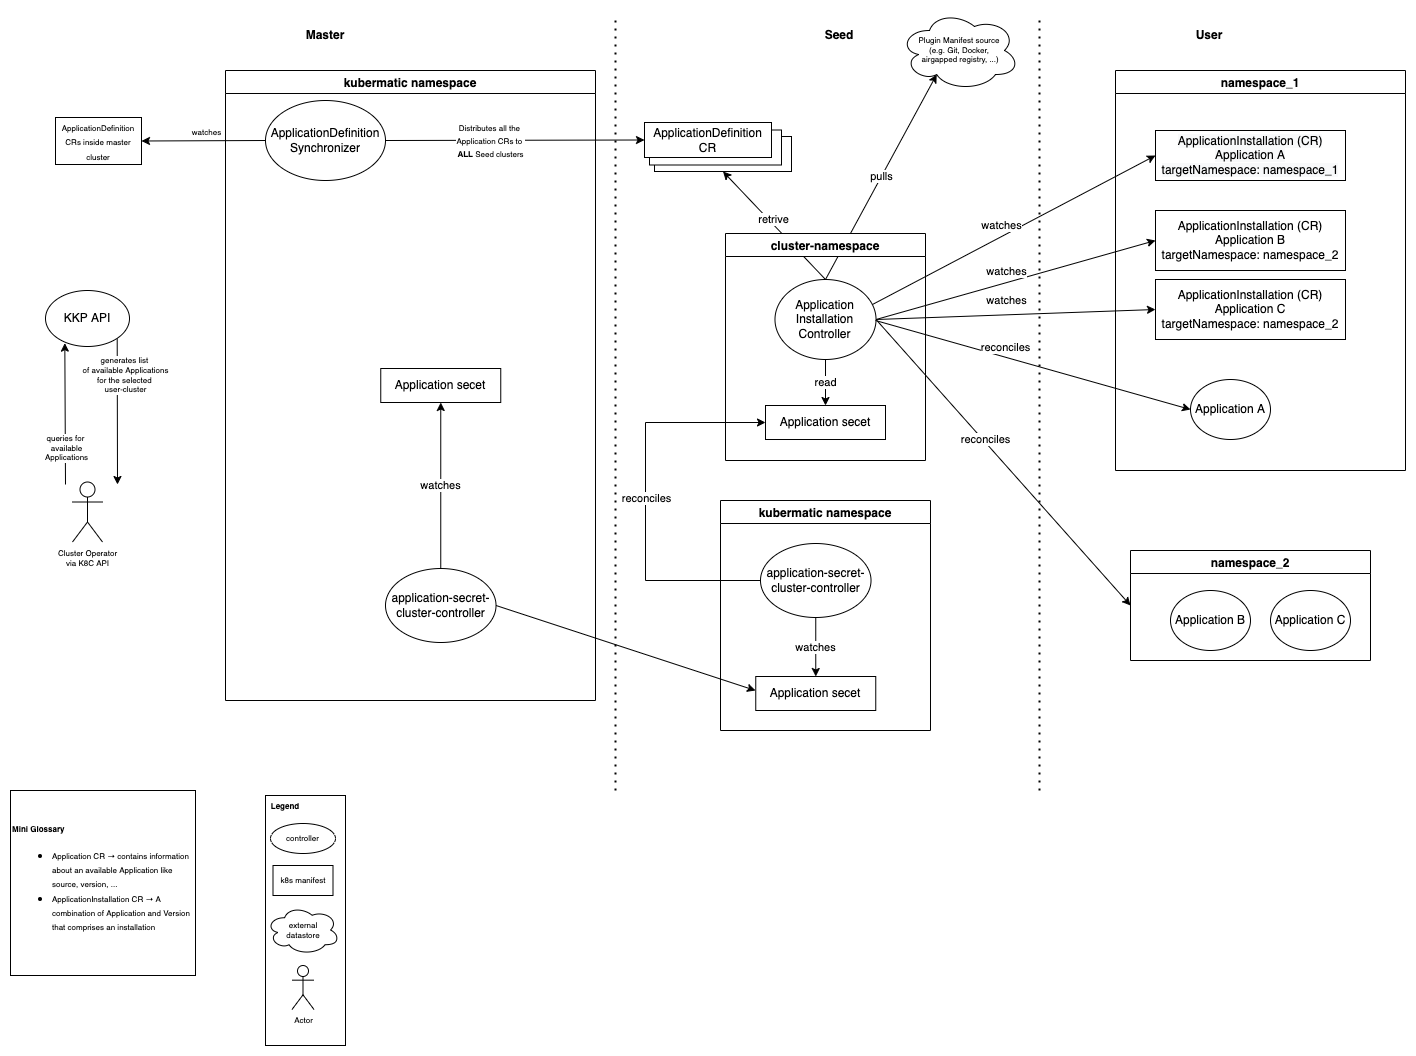 Master
Seed
User
Plugin Manifest source
(e.g. Git, Docker,
airgapped registry, ...)
kubermatic namespace
ApplicationDefinition
CRs inside master
cluster
watches
ApplicationDefinition
Synchronizer
Distributes all the
Application CRs to
ALL Seed clusters
ApplicationDefinition
CR
retrive
pulls
cluster-namespace
Application
Installation
Controller
read
Application secet
reconciles
watches
watches
watches
reconciles
reconciles
namespace_1
ApplicationInstallation (CR)
Application A
targetNamespace: namespace_1
ApplicationInstallation (CR)
Application B
targetNamespace: namespace_2
ApplicationInstallation (CR)
Application C
targetNamespace: namespace_2
Application A
namespace_2
Application B
Application C
KKP API
generates list
of available Applications
for the selected
user-cluster
queries for
available
Applications
Cluster Operator
via K8C API
Application secet
watches
application-secret-
cluster-controller
kubermatic namespace
application-secret-
cluster-controller
watches
Application secet
Mini Glossary
• Application CR → contains information
about an available Application like
source, version, ...
• ApplicationInstallation CR → A
combination of Application and Version
that comprises an installation
Legend
controller
k8s manifest
external
datastore
Actor